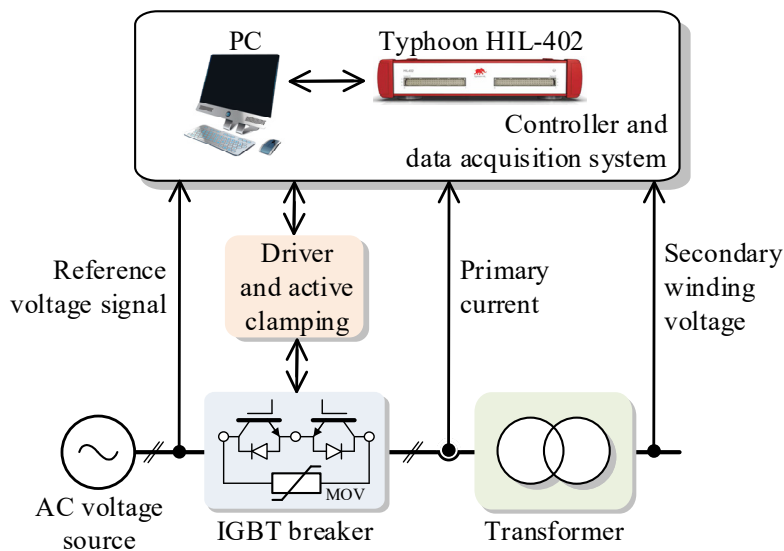 PC
Typhoon HIL-402
Controller and
data acquisition system
Reference
voltage signal
Driver
and active
clamping
Primary
current
Secondary
winding
voltage
MOV
AC voltage
source
IGBT breaker
Transformer